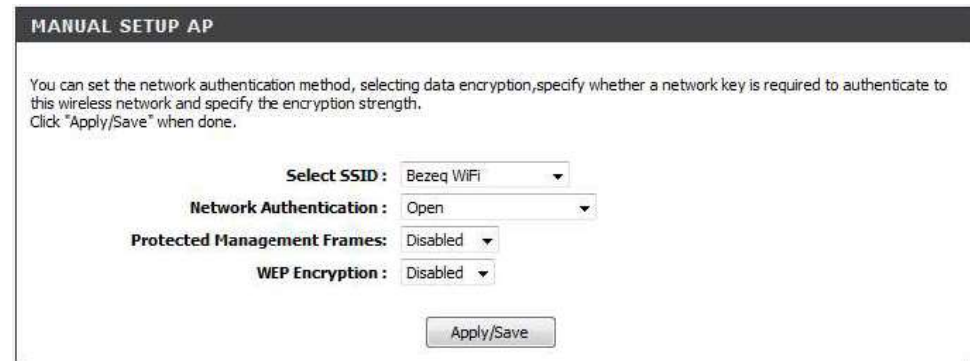 MANUAL SETUP AP
You can set the network authentication method, selecting data encryption,specify whether a network key is required to authenticate to
this wireless network and specify the encryption strength.
Click "Apply/Save" when done.
Select SSID : Bezeq WiFi
Network Authentication : Open
Protected Management Frames: Disabled
WEP Encryption : Disabled
Apply/Save